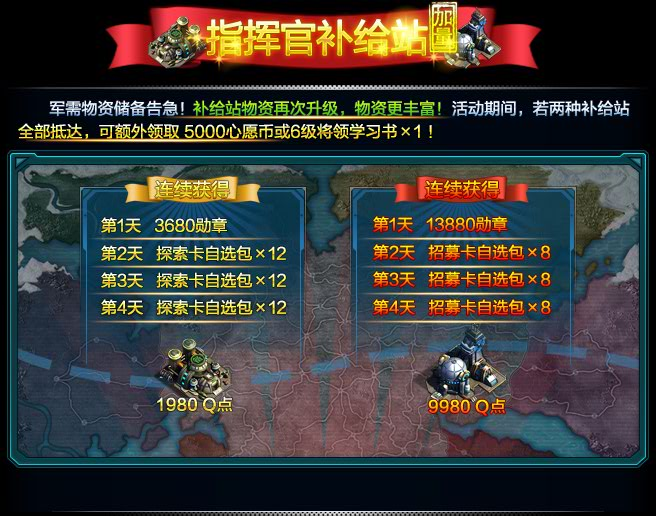 指挥官补给站 加量
军需物资储备告急！补给站物资再次升级，物资更丰富！活动期间，若两种补给站
全部抵达，可额外领取 5000心愿币或6级将领学习书×1！
连续获得
第1天 3680勋章
第2天 探索卡自选包×12
第3天 探索卡自选包×12
第4天 探索卡自选包×12
1980 Q点
连续获得
第1天 13880勋章
第2天 招募卡自选包×8
第3天 招募卡自选包×8
第4天 招募卡自选包×8
9980 Q点